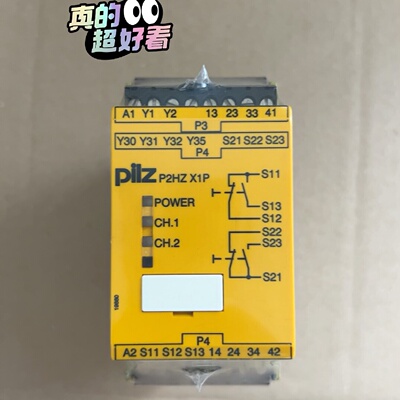 真的
超好看
A1 Y1 Y2 13 23 33 41
P3
Y30 Y31 Y32 Y35 S21 S22 S23
P4
pilz P2HZ X1P
POWER
CH.1
CH.2
S11
S13
S12
S22
S23
S21
P4
A2 S11 S12 S13 14 24 34 42